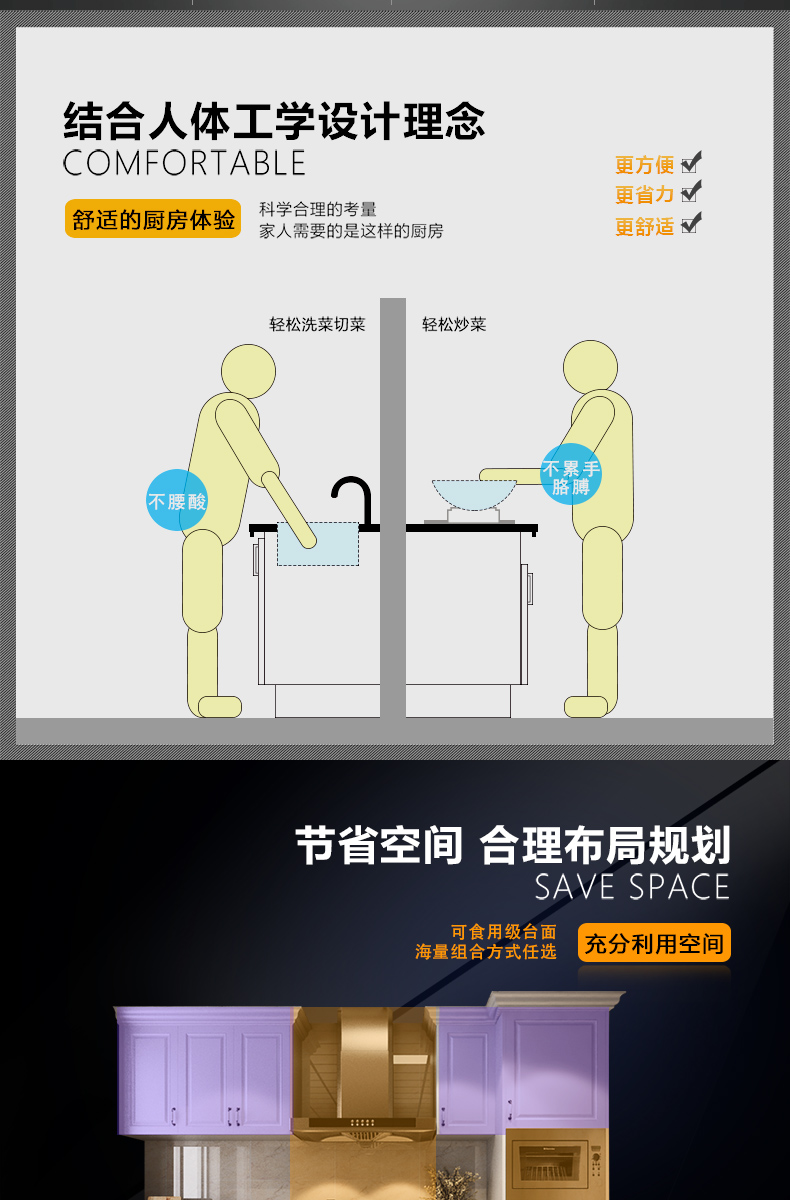 结合人体工学设计理念
COMFORTABLE
舒适的厨房体验
科学合理的考量
家人需要的是这样的厨房
更方便
更省力
更舒适
轻松洗菜切菜
轻松炒菜
不腰酸
不累手
胳膊
节省空间 合理布局规划
SAVE SPACE
可食用级台面
海量组合方式任选
充分利用空间